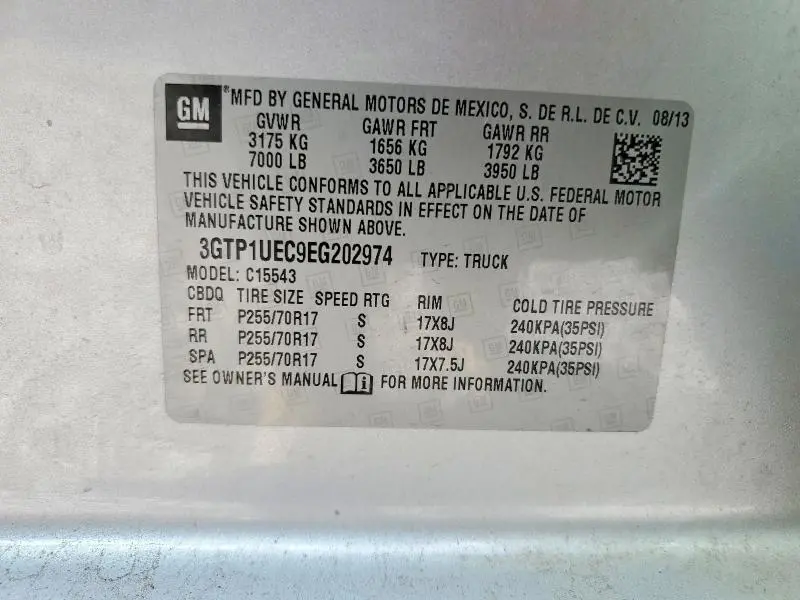 GM *MFD BY GENERAL MOTORS DE MEXICO, S. DE R.L. DE C.V. 08/13
GVWR GAWR FRT GAWR RR
3175 KG 1656 KG 1792 KG
7000 LB 3650 LB 3950 LB
THIS VEHICLE CONFORMS TO ALL APPLICABLE U.S. FEDERAL MOTOR
VEHICLE SAFETY STANDARDS IN EFFECT ON THE DATE OF
MANUFACTURE SHOWN ABOVE.
3GTP1UEC9EG202974 TYPE: TRUCK
MODEL: C15543
CBDQ TIRE SIZE SPEED RTG RIM COLD TIRE PRESSURE
FRT P255/70R17 S 17X8J 240KPA(35PSI)
RR P255/70R17 S 17X8J 240KPA(35PSI)
SPA P255/70R17 S 17X7.5J 240KPA(35PSI)
SEE OWNER'S MANUAL FOR MORE INFORMATION.